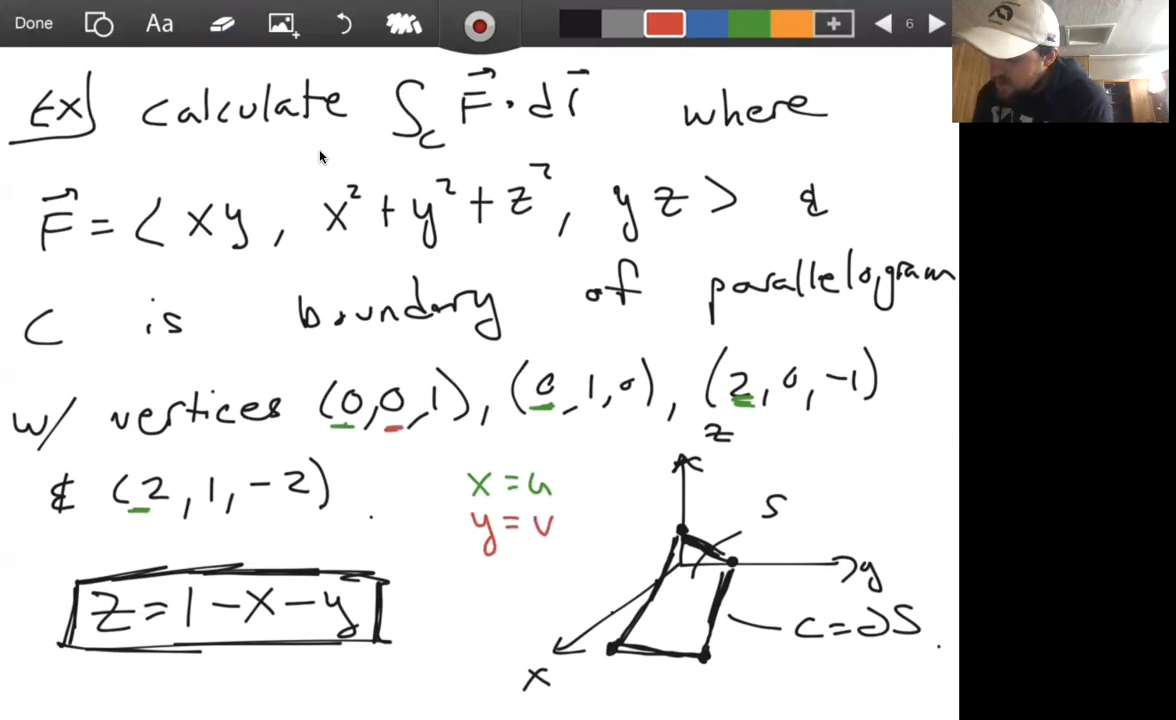 Done Aa 6
Ex) calculate ∫_C F⃗ · dr⃗ where
F⃗ = < xy, x² + y² + z², yz > &
C is boundary of parallelogram
w/ vertices (0,0,1), (0,1,0), (2,0,-1)
& (2,1,-2).
x = u
y = v
z = 1 - x - y
z
S
y
C = ∂S
x